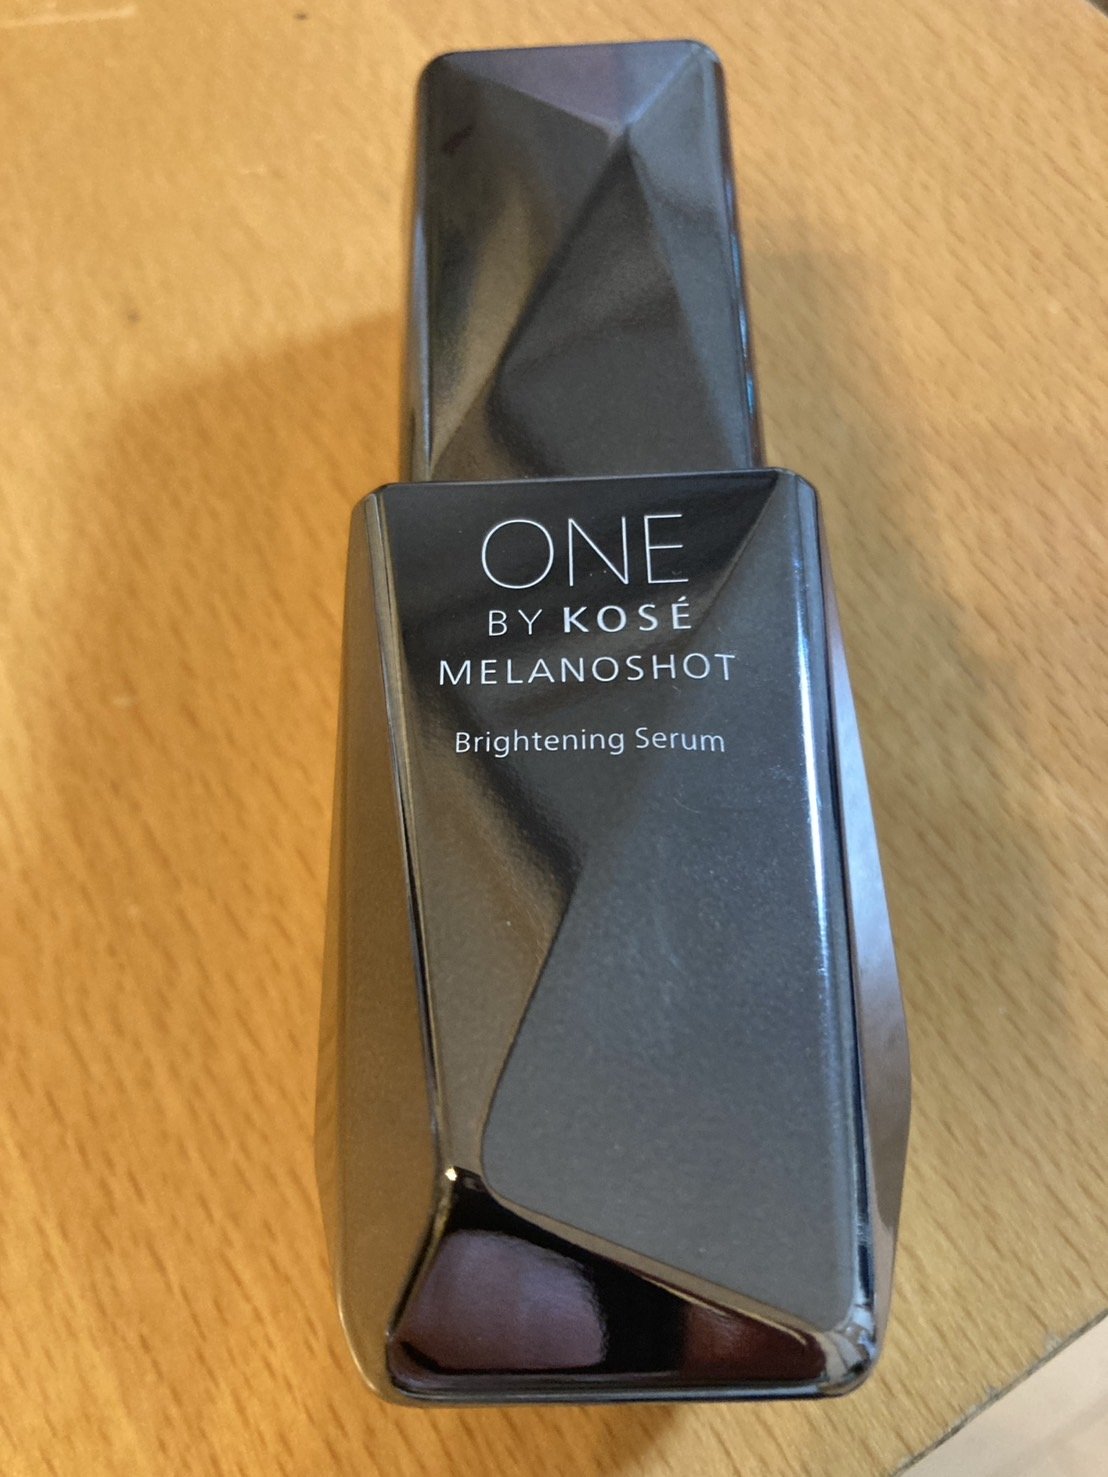 ONE
BY KOSÉ
MELANOSHOT
Brightening Serum